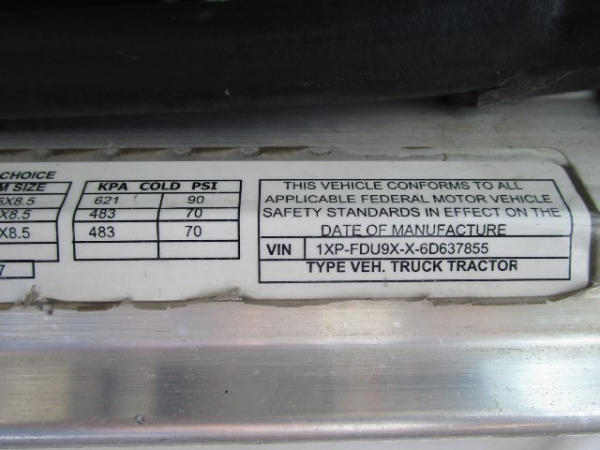 CHOICE
M SIZE
X8.5
X8.5
X8.5
7
KPA COLD PSI
621 90
483 70
483 70
THIS VEHICLE CONFORMS TO ALL
APPLICABLE FEDERAL MOTOR VEHICLE
SAFETY STANDARDS IN EFFECT ON THE
DATE OF MANUFACTURE
VIN 1XP-FDU9X-X-6D637855
TYPE VEH. TRUCK TRACTOR